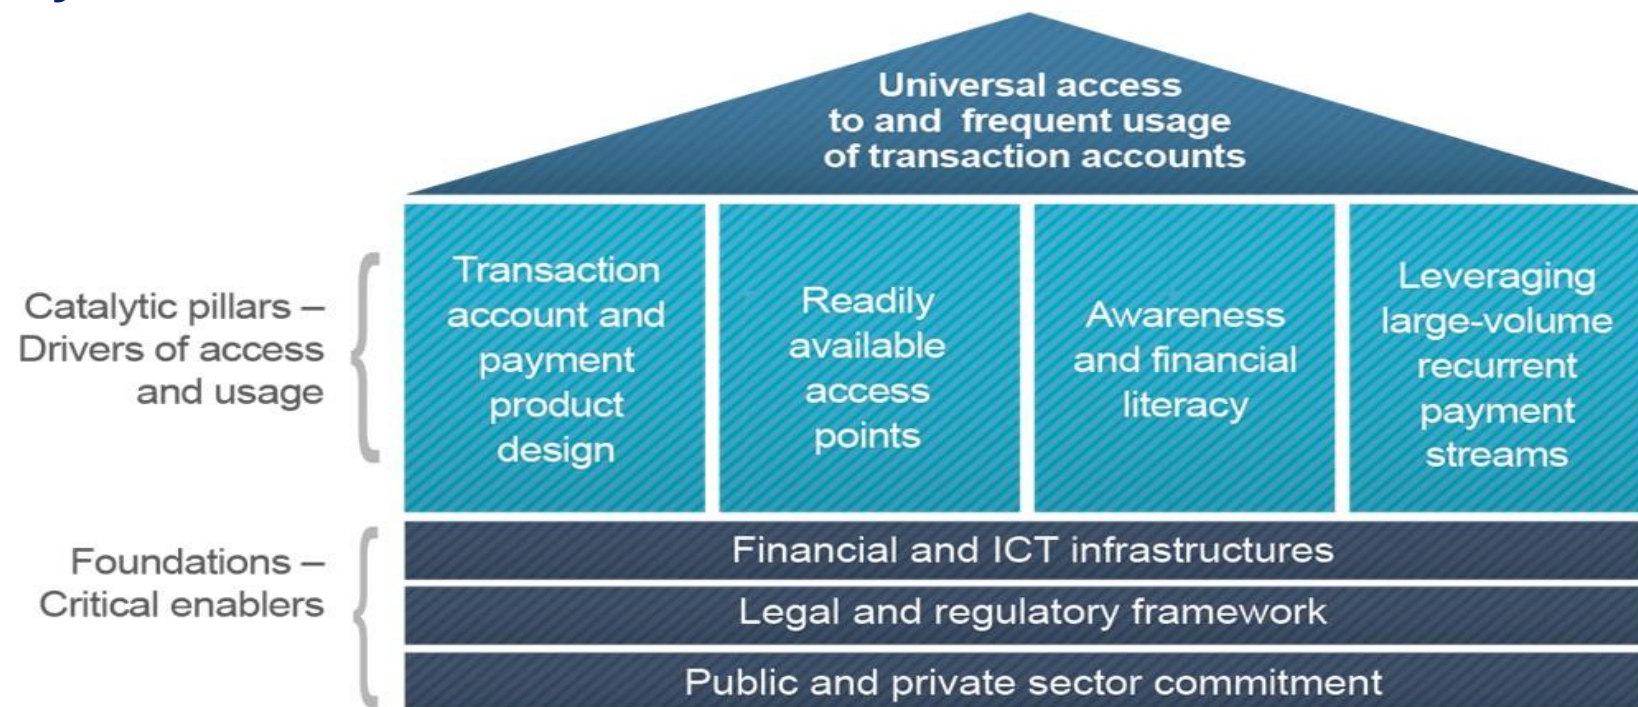 Universal access
to and frequent usage
of transaction accounts
Catalytic pillars –
Drivers of access
and usage
Transaction
account and
payment
product
design
Readily
available
access
points
Awareness
and financial
literacy
Leveraging
large-volume
recurrent
payment
streams
Foundations –
Critical enablers
Financial and ICT infrastructures
Legal and regulatory framework
Public and private sector commitment